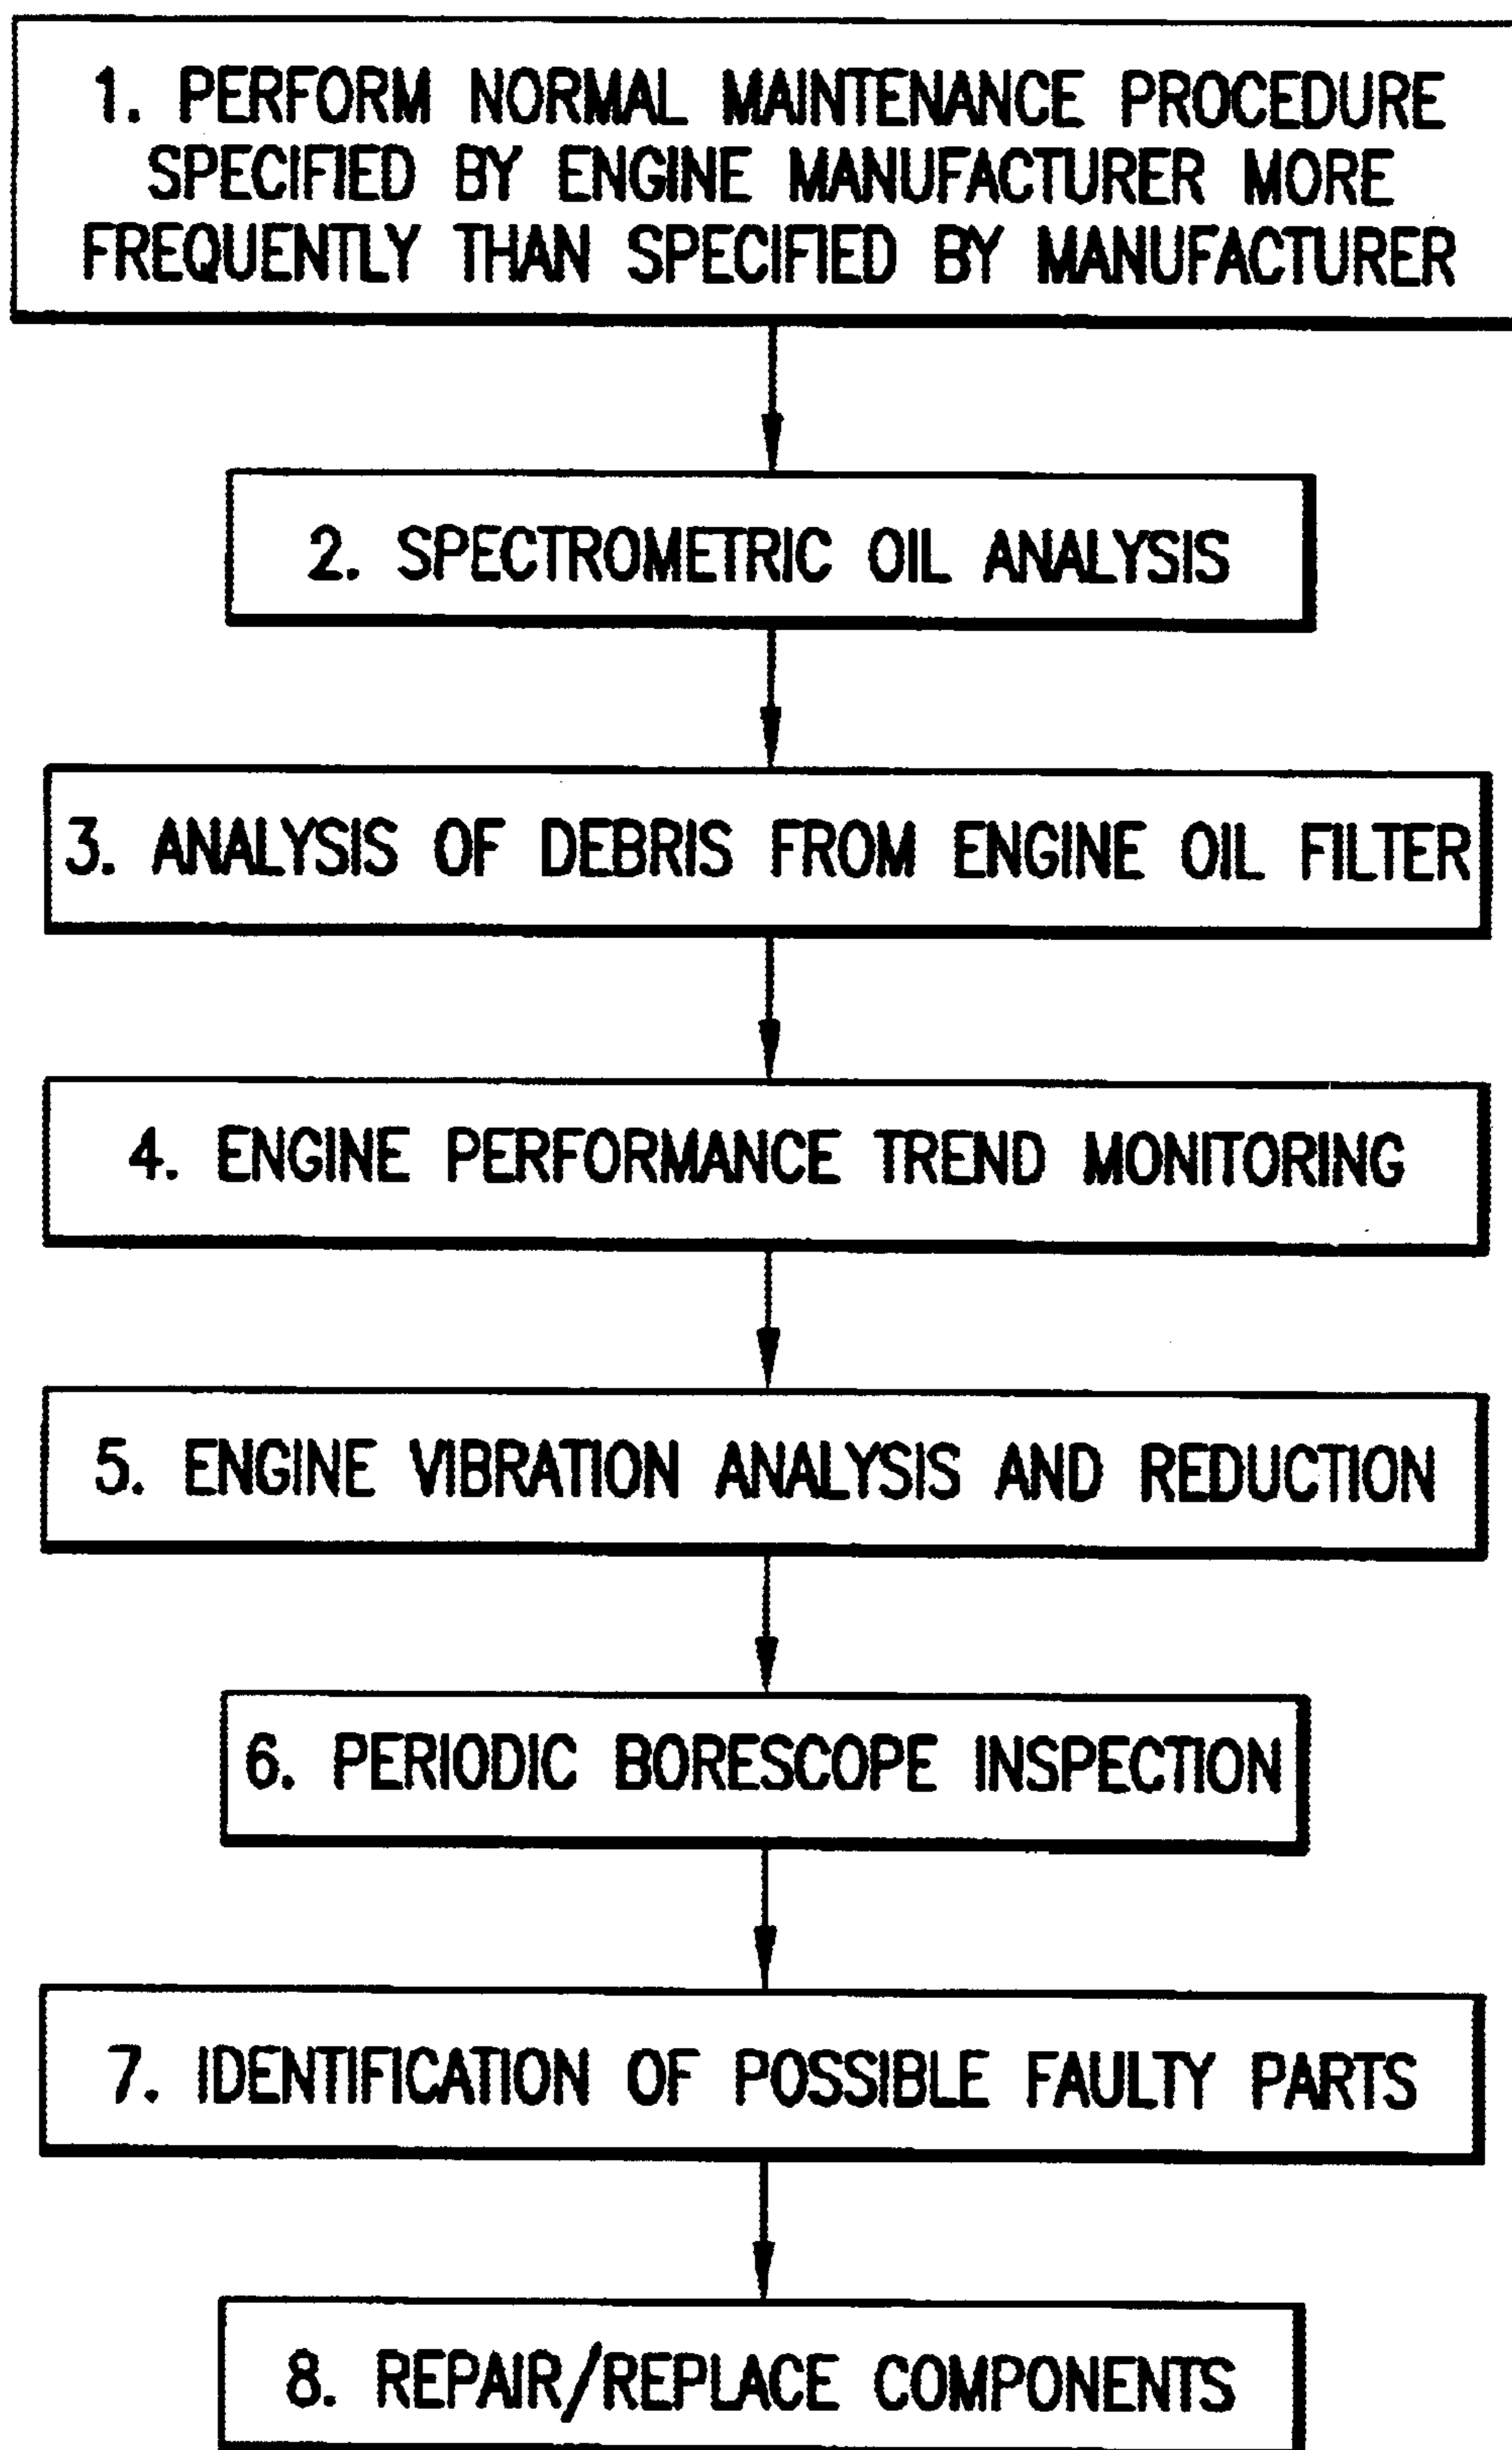 1. PERFORM NORMAL MAINTENANCE PROCEDURE
SPECIFIED BY ENGINE MANUFACTURER MORE
FREQUENTLY THAN SPECIFIED BY MANUFACTURER
2. SPECTROMETRIC OIL ANALYSIS
3. ANALYSIS OF DEBRIS FROM ENGINE OIL FILTER
4. ENGINE PERFORMANCE TREND MONITORING
5. ENGINE VIBRATION ANALYSIS AND REDUCTION
6. PERIODIC BORESCOPE INSPECTION
7. IDENTIFICATION OF POSSIBLE FAULTY PARTS
8. REPAIR/REPLACE COMPONENTS